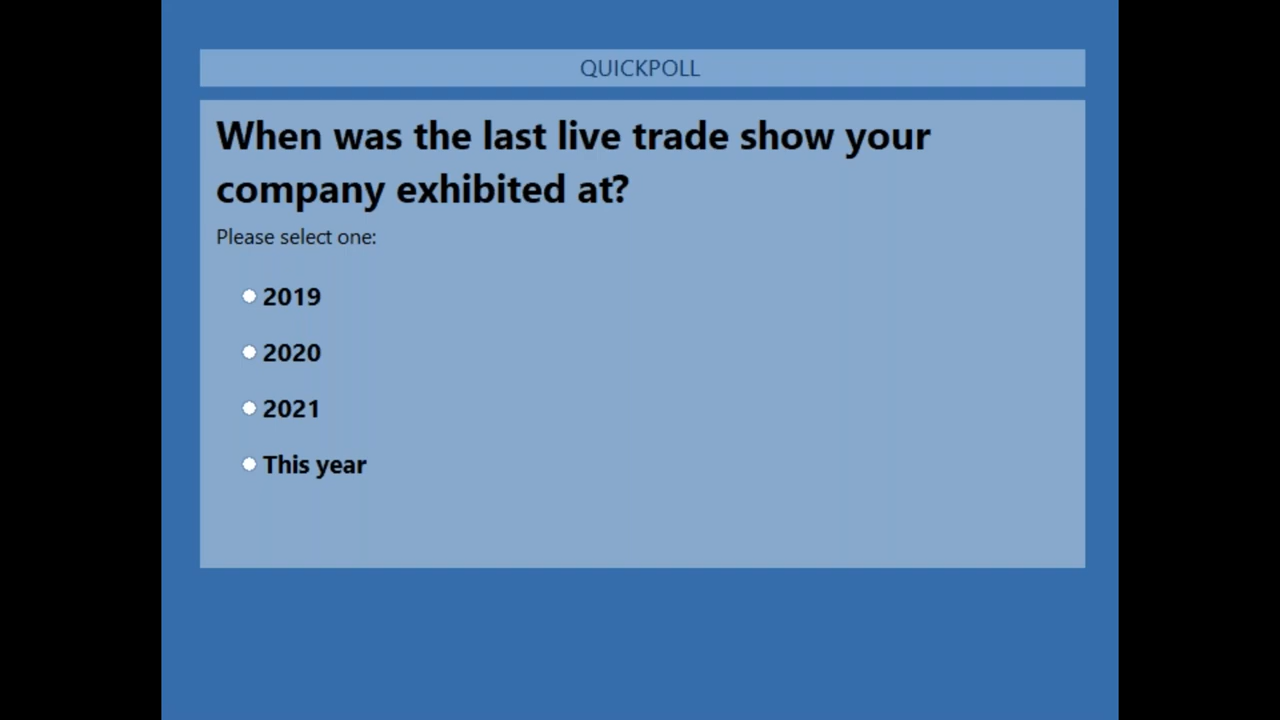 QUICKPOLL
When was the last live trade show your
company exhibited at?
Please select one:
2019
2020
2021
This year